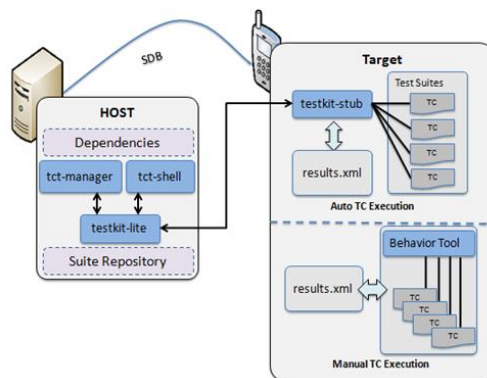 SDB
HOST
Dependencies
tct-manager
tct-shell
testkit-lite
Suite Repository
Target
testkit-stub
Test Suites
TC
TC
TC
TC
results.xml
Auto TC Execution
Behavior Tool
results.xml
TC
TC
TC
TC
Manual TC Execution